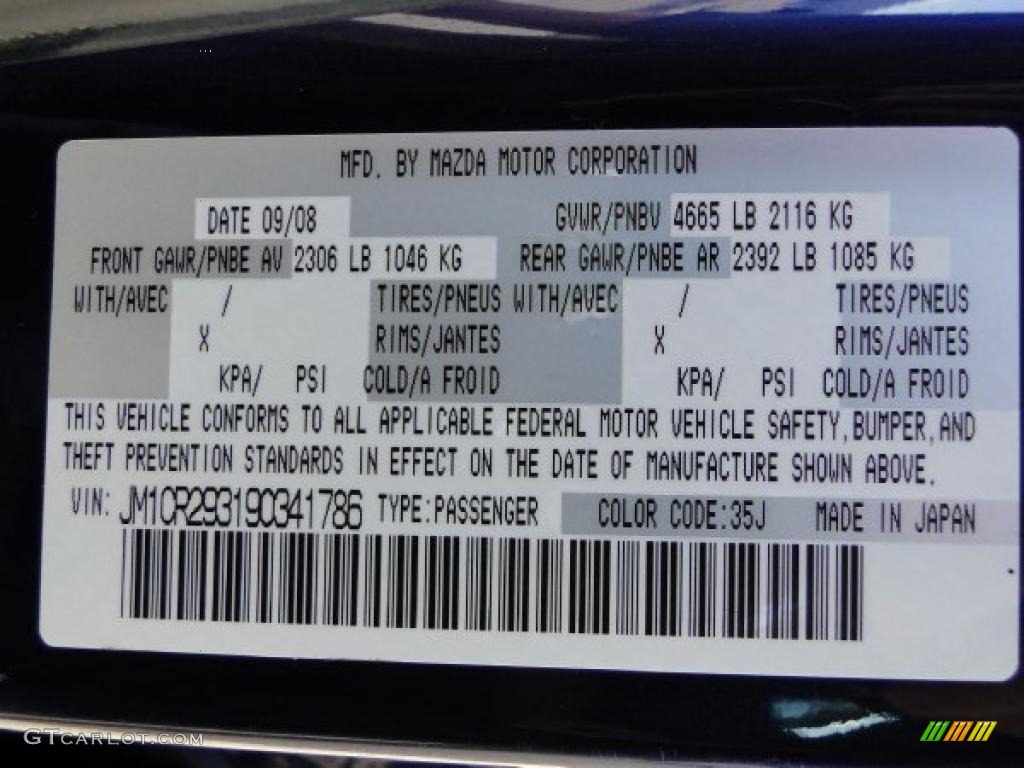 MFD. BY MAZDA MOTOR CORPORATION
DATE 09/08 GVWR/PNBV 4665 LB 2116 KG
FRONT GAWR/PNBE AV 2306 LB 1046 KG REAR GAWR/PNBE AR 2392 LB 1085 KG
WITH/AVEC / TIRES/PNEUS WITH/AVEC / TIRES/PNEUS
X RIMS/JANTES X RIMS/JANTES
KPA/ PSI COLD/A FROID KPA/ PSI COLD/A FROID
THIS VEHICLE CONFORMS TO ALL APPLICABLE FEDERAL MOTOR VEHICLE SAFETY, BUMPER, AND
THEFT PREVENTION STANDARDS IN EFFECT ON THE DATE OF MANUFACTURE SHOWN ABOVE.
VIN: JM1CR293190341786 TYPE:PASSENGER COLOR CODE:35J MADE IN JAPAN
GTCARLOT.COM